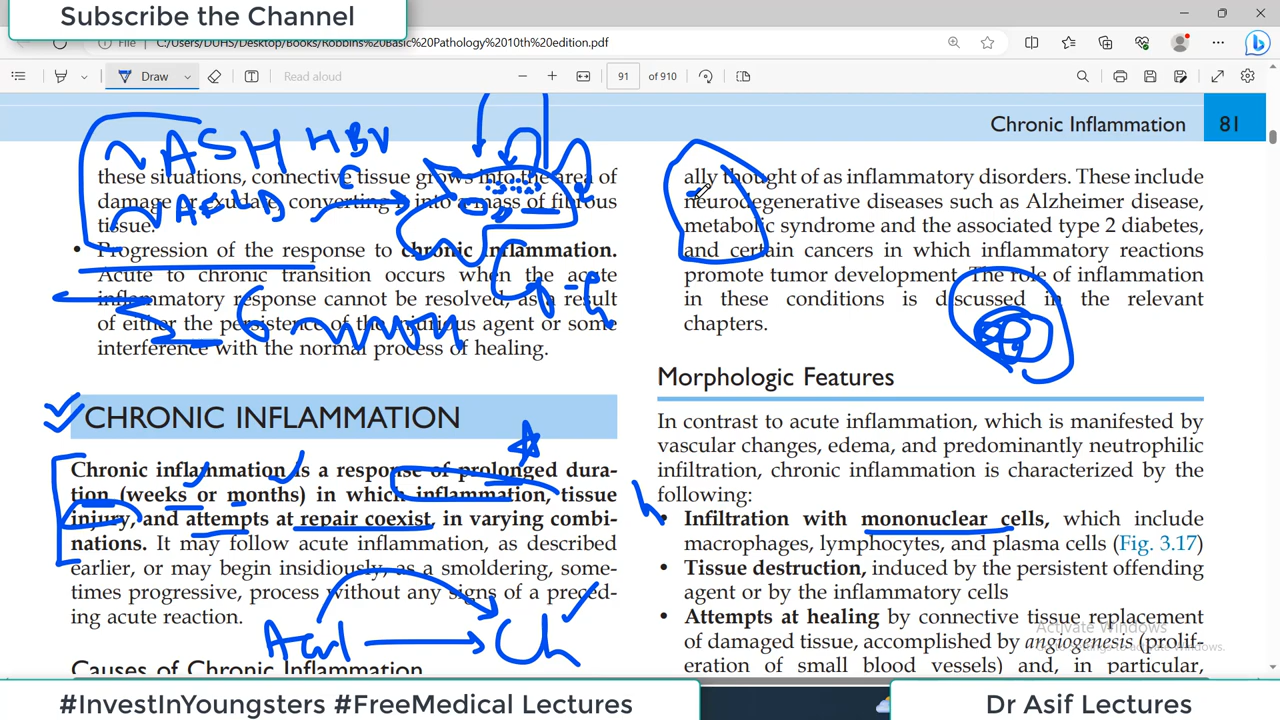 Subscribe the Channel
File
C:/Users/DUHS/Desktop/Books/Robbins%20Basic%20Pathology%2010th%20edition.pdf
Draw
Read aloud
91
of 910
Chronic Inflammation 81
ASH HBV
these situations, connective tissue grows into the area of
damage or exudate, converting it into a mass of fibrous
tissue.
• Progression of the response to chronic inflammation.
Acute to chronic transition occurs when the acute
inflammatory response cannot be resolved, as a result
of either the persistence of the injurious agent or some
interference with the normal process of healing.
CHRONIC INFLAMMATION
Chronic inflammation is a response of prolonged dura-
tion (weeks or months) in which inflammation, tissue
injury, and attempts at repair coexist, in varying combi-
nations. It may follow acute inflammation, as described
earlier, or may begin insidiously, as a smoldering, some-
times progressive, process without any signs of a preced-
ing acute reaction.
Ch
Causes of Chronic Inflammation
ally thought of as inflammatory disorders. These include
neurodegenerative diseases such as Alzheimer disease,
metabolic syndrome and the associated type 2 diabetes,
and certain cancers in which inflammatory reactions
promote tumor development. The role of inflammation
in these conditions is discussed in the relevant
chapters.
Morphologic Features
In contrast to acute inflammation, which is manifested by
vascular changes, edema, and predominantly neutrophilic
infiltration, chronic inflammation is characterized by the
following:
• Infiltration with mononuclear cells, which include
macrophages, lymphocytes, and plasma cells (Fig. 3.17)
• Tissue destruction, induced by the persistent offending
agent or by the inflammatory cells
• Attempts at healing by connective tissue replacement
of damaged tissue, accomplished by angiogenesis (prolif-
eration of small blood vessels) and, in particular,
Activate Windows
#InvestInYoungsters #FreeMedical Lectures
Dr Asif Lectures